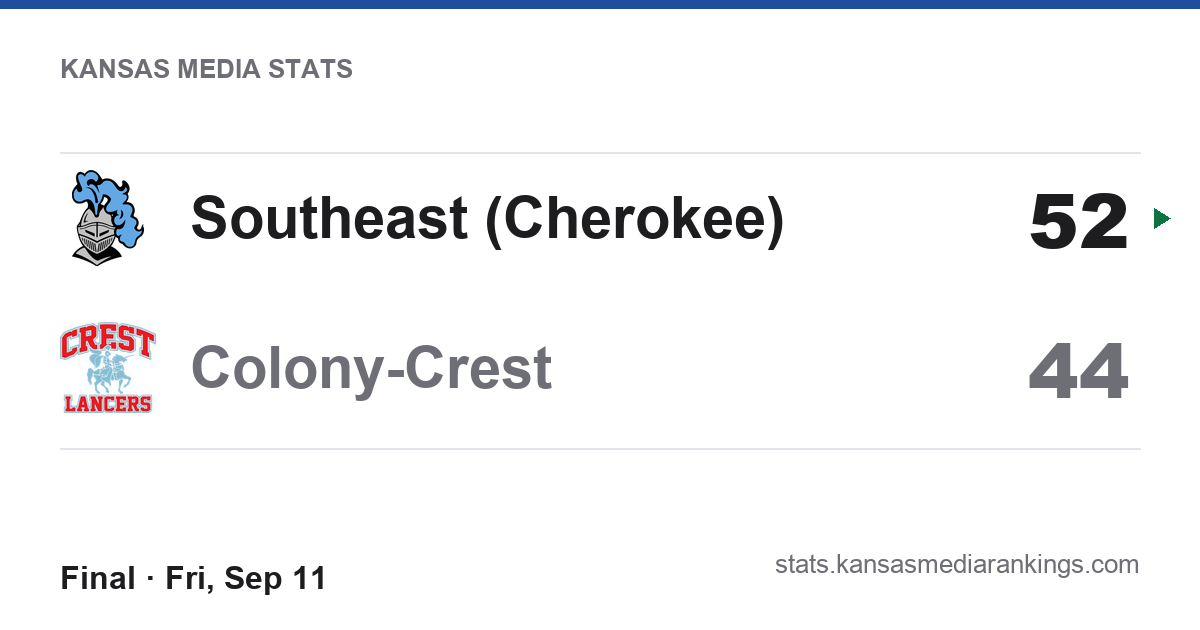 KANSAS MEDIA STATS
Southeast (Cherokee) 52
CREST
LANCERS
Colony-Crest 44
Final · Fri, Sep 11
stats.kansasmediarankings.com